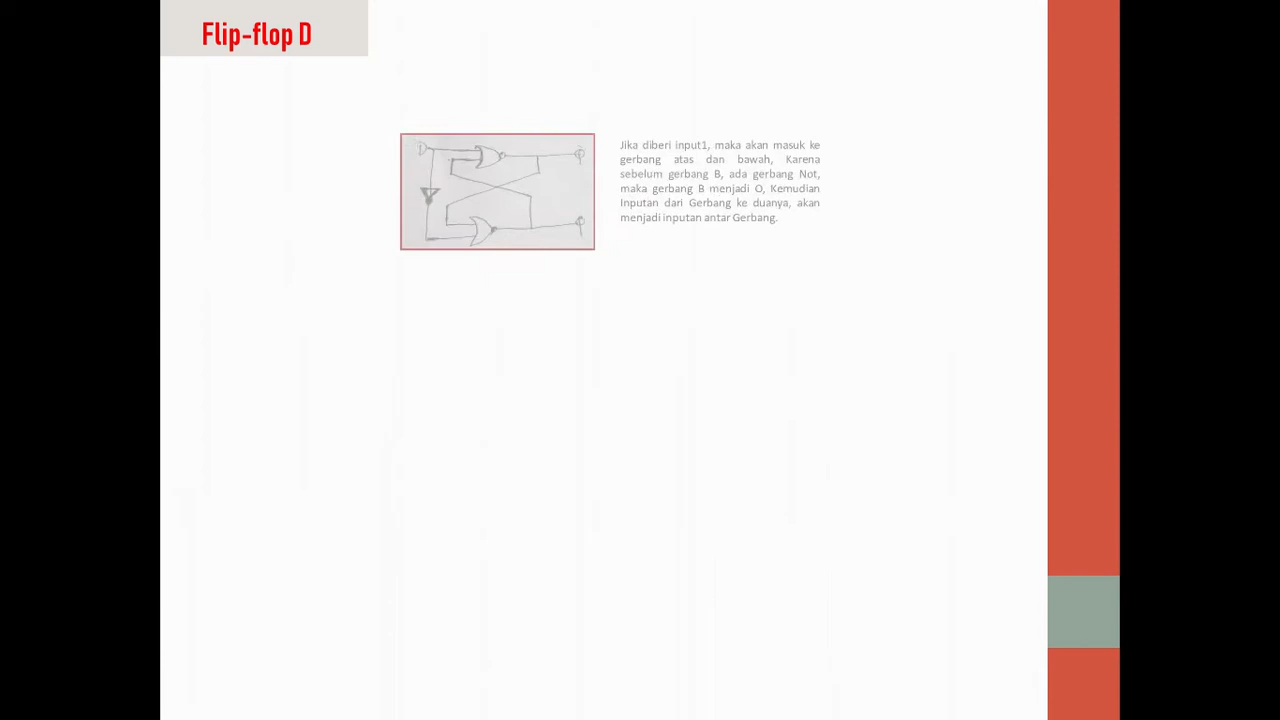 Flip-flop D
Jika diberi input1, maka akan masuk ke
gerbang atas dan bawah, Karena
sebelum gerbang B, ada gerbang Not,
maka gerbang B menjadi O, Kemudian
Inputan dari Gerbang ke duanya, akan
menjadi inputan antar Gerbang.